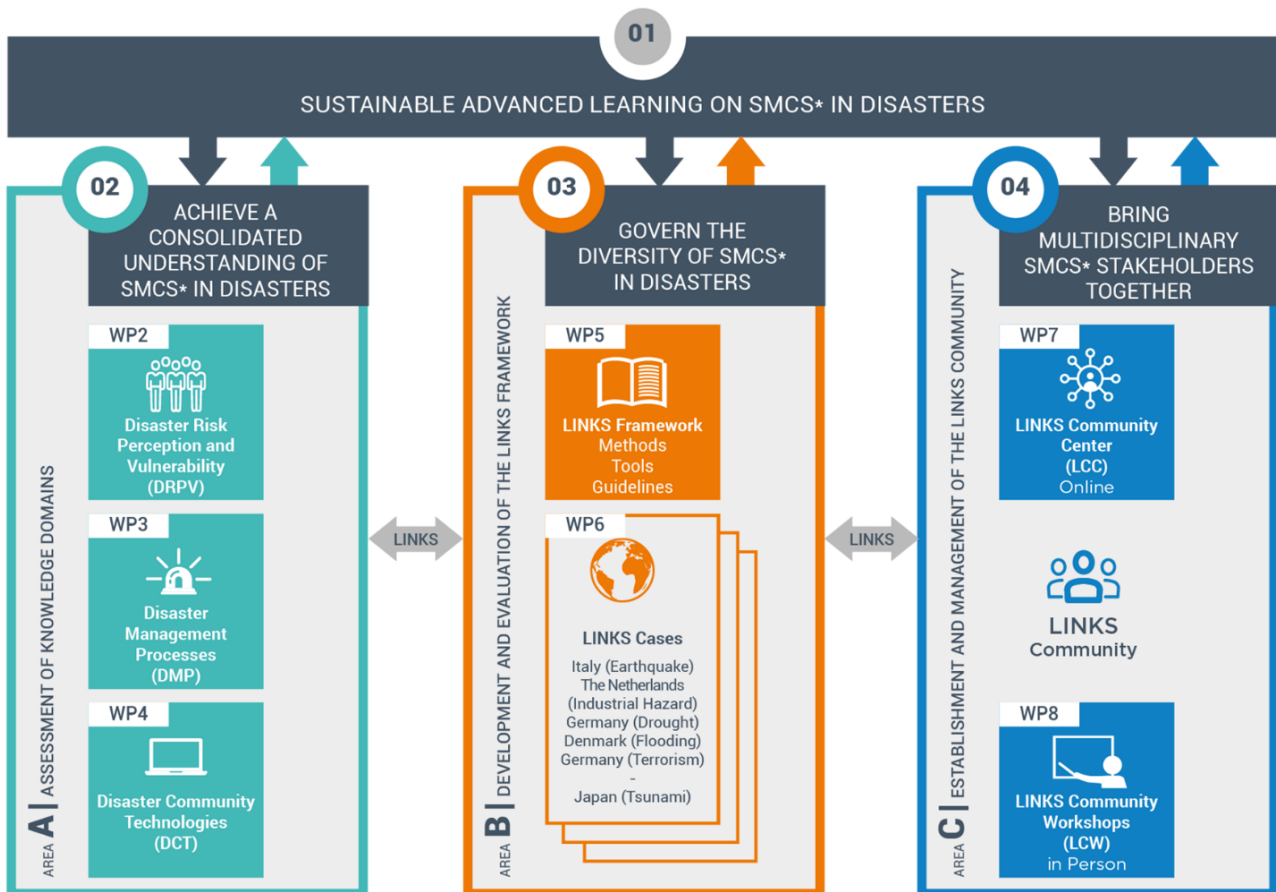 01
SUSTAINABLE ADVANCED LEARNING ON SMCS* IN DISASTERS
02
ACHIEVE A
CONSOLIDATED
UNDERSTANDING OF
SMCS* IN DISASTERS
AREA A | ASSESSMENT OF KNOWLEDGE DOMAINS
WP2
Disaster Risk
Perception and
Vulnerability
(DRPV)
WP3
Disaster
Management
Processes
(DMP)
WP4
Disaster Community
Technologies
(DCT)
LINKS
03
GOVERN THE
DIVERSITY OF SMCS*
IN DISASTERS
AREA B | DEVELOPMENT AND EVALUATION OF THE LINKS FRAMEWORK
WP5
LINKS Framework
Methods
Tools
Guidelines
WP6
LINKS Cases
Italy (Earthquake)
The Netherlands
(Industrial Hazard)
Germany (Drought)
Denmark (Flooding)
Germany (Terrorism)
-
Japan (Tsunami)
LINKS
04
BRING
MULTIDISCIPLINARY
SMCS* STAKEHOLDERS
TOGETHER
AREA C | ESTABLISHMENT AND MANAGEMENT OF THE LINKS COMMUNITY
WP7
LINKS Community
Center
(LCC)
Online
LINKS
Community
WP8
LINKS Community
Workshops
(LCW)
in Person